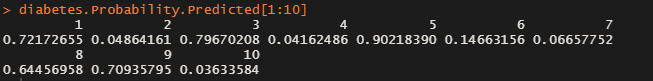 > diabetes.Probability.Predicted[1:10]
1 2 3 4 5 6 7
0.72172655 0.04864161 0.79670208 0.04162486 0.90218390 0.14663156 0.06657752
8 9 10
0.64456958 0.70935795 0.03633584